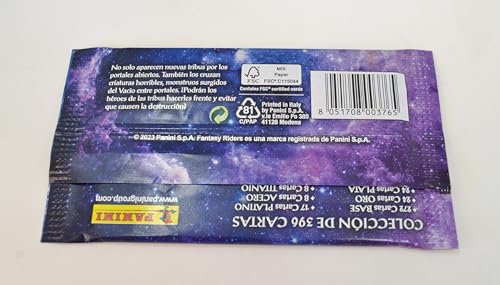 No solo aparecen nuevas tribus por los
portales abiertos. También los cruzan
criaturas horribles, monstruos surgidos
del Vacío entre portales. ¿Podrán los
héroes de las tribus hacerles frente y evitar
que causen la destrucción?
FSC
MIX
Paper
FSC® C115044
Contains FSC® certified cards
81
C/PAP
Printed in Italy
by Panini S.p.A.
v.le Emilio Po 380
41126 Modena
8 051708 003765
© 2023 Panini S.p.A. Fantasy Riders es una marca registrada de Panini S.p.A.
COLECCIÓN DE 396 CARTAS
272 Cartas BASE
24 Cartas ORO
24 Cartas PLATA
17 Cartas PLATINO
8 Cartas ACERO
8 Cartas TITANIO
PANINI
www.paninigroup.com